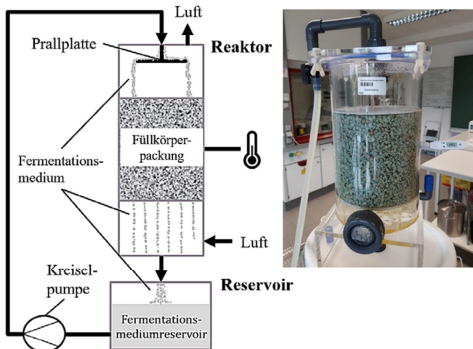 Luft
Prallplatte
Reaktor
Füllkörper-
packung
Fermentations-
medium
Luft
Reservoir
Kreisel-
pumpe
Fermentations-
mediumreservoir